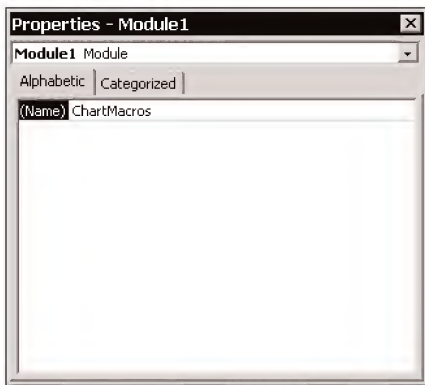 Properties - Module1
Module1 Module
Alphabetic Categorized
(Name) ChartMacros